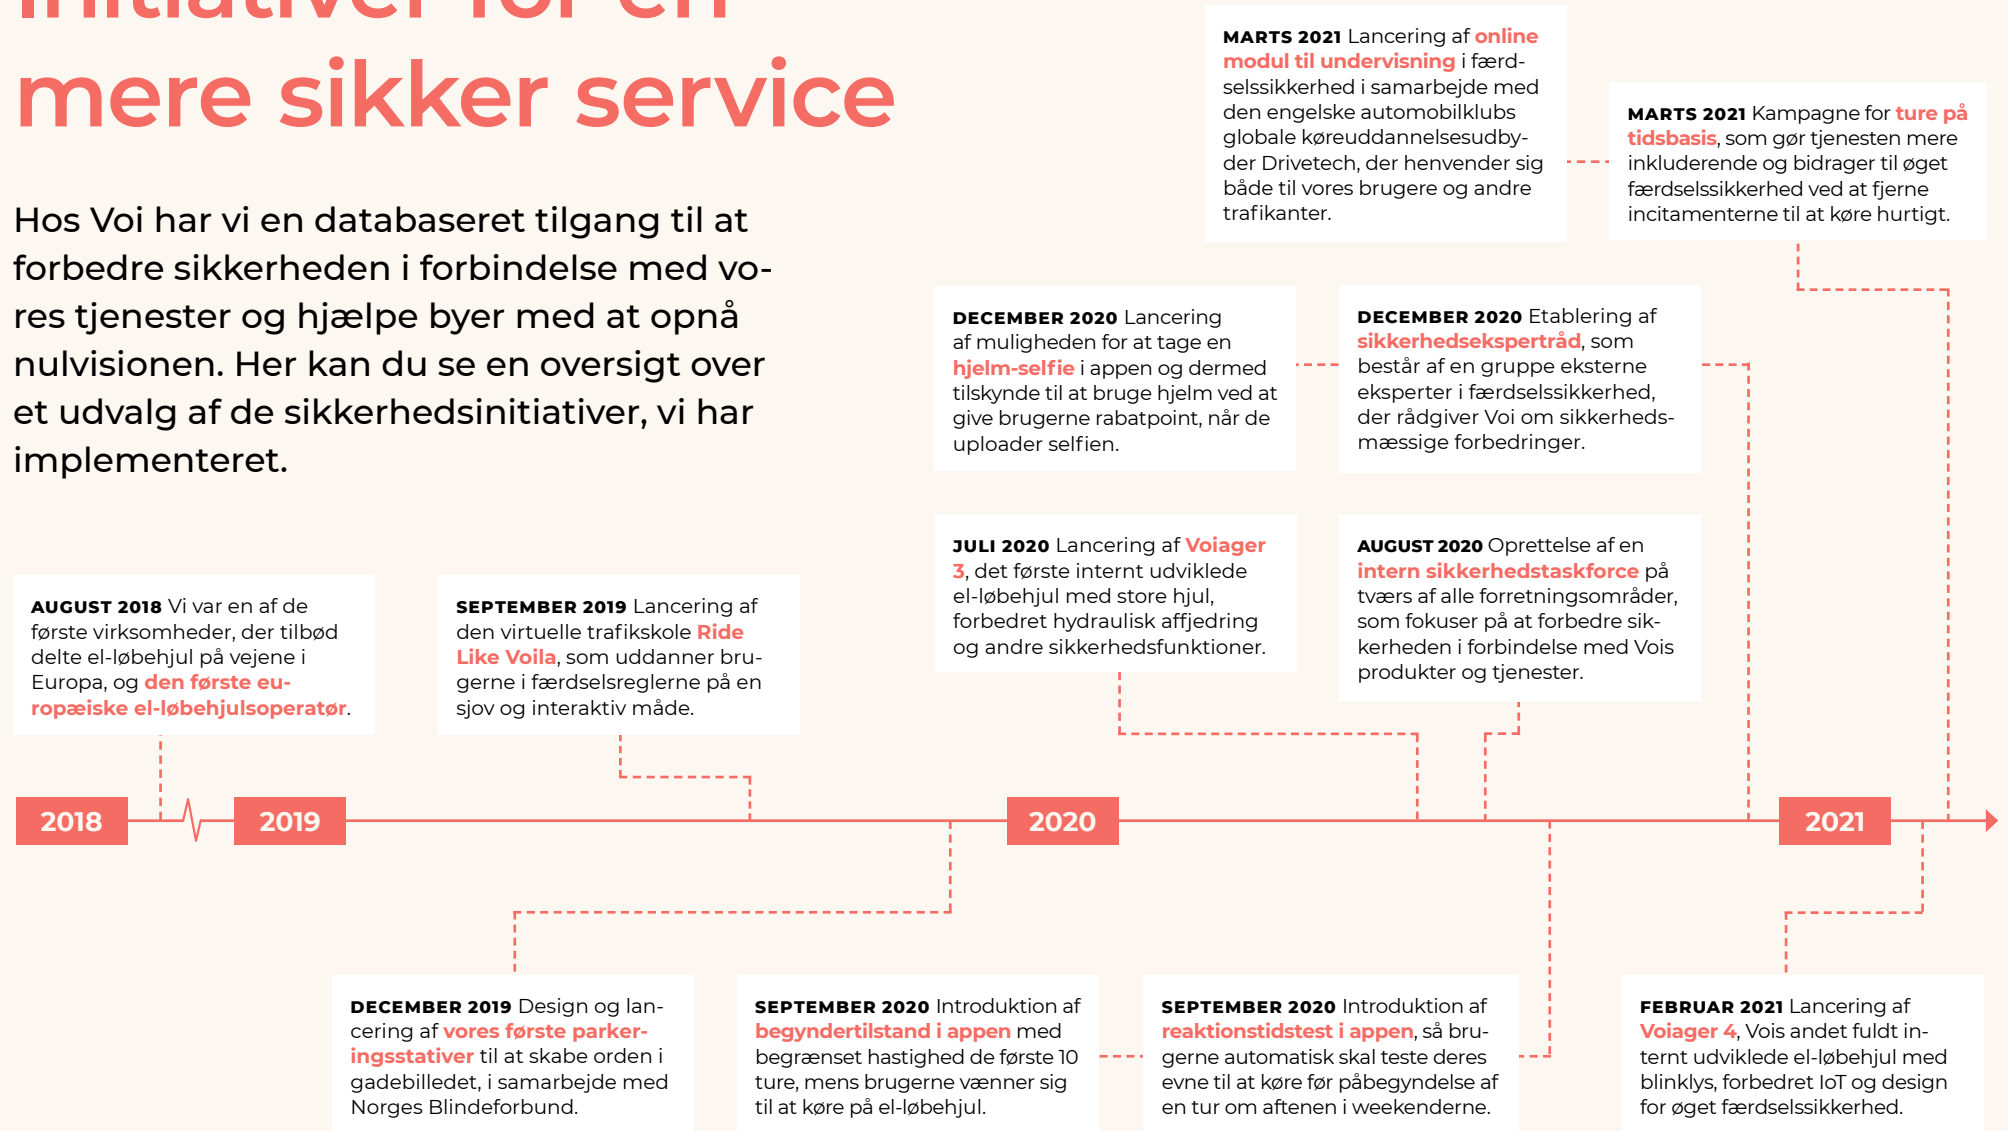 initiativer for en
mere sikker service
Hos Voi har vi en databaseret tilgang til at
forbedre sikkerheden i forbindelse med vo-
res tjenester og hjælpe byer med at opnå
nulvisionen. Her kan du se en oversigt over
et udvalg af de sikkerhedsinitiativer, vi har
implementeret.
MARTS 2021 Lancering af online
modul til undervisning i færd-
selssikkerhed i samarbejde med
den engelske automobilklubs
globale køreuddannelsesudby-
der Drivetech, der henvender sig
både til vores brugere og andre
trafikanter.
MARTS 2021 Kampagne for ture på
tidsbasis, som gør tjenesten mere
inkluderende og bidrager til øget
færdselssikkerhed ved at fjerne
incitamenterne til at køre hurtigt.
DECEMBER 2020 Lancering
af muligheden for at tage en
hjelm-selfie i appen og dermed
tilskynde til at bruge hjelm ved at
give brugerne rabatpoint, når de
uploader selfien.
DECEMBER 2020 Etablering af
sikkerhedsekspertråd, som
består af en gruppe eksterne
eksperter i færdselssikkerhed,
der rådgiver Voi om sikkerheds-
mæssige forbedringer.
JULI 2020 Lancering af Voiager
3, det første internt udviklede
el-løbehjul med store hjul,
forbedret hydraulisk affjedring
og andre sikkerhedsfunktioner.
AUGUST 2020 Oprettelse af en
intern sikkerhedstaskforce på
tværs af alle forretningsområder,
som fokuser på at forbedre sik-
kerheden i forbindelse med Vois
produkter og tjenester.
AUGUST 2018 Vi var en af de
første virksomheder, der tilbød
delte el-løbehjul på vejene i
Europa, og den første eu-
ropæiske el-løbehjulsoperatør.
SEPTEMBER 2019 Lancering af
den virtuelle trafikskole Ride
Like Voila, som uddanner bru-
gerne i færdselsreglerne på en
sjov og interaktiv måde.
2018
2019
2020
2021
DECEMBER 2019 Design og lan-
cering af vores første parker-
ingsstativer til at skabe orden i
gadebilledet, i samarbejde med
Norges Blindeforbund.
SEPTEMBER 2020 Introduktion af
begyndertilstand i appen med
begrænset hastighed de første 10
ture, mens brugerne vænner sig
til at køre på el-løbehjul.
SEPTEMBER 2020 Introduktion af
reaktionstidstest i appen, så bru-
gerne automatisk skal teste deres
evne til at køre før påbegyndelse af
en tur om aftenen i weekenderne.
FEBRUAR 2021 Lancering af
Voiager 4, Vois andet fuldt in-
ternt udviklede el-løbehjul med
blinklys, forbedret IoT og design
for øget færdselssikkerhed.